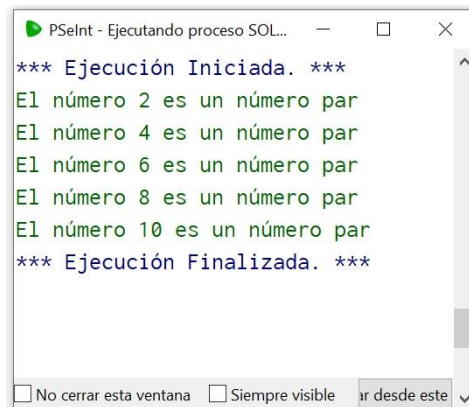 PSeInt - Ejecutando proceso SOL...
*** Ejecución Iniciada. ***
El número 2 es un número par
El número 4 es un número par
El número 6 es un número par
El número 8 es un número par
El número 10 es un número par
*** Ejecución Finalizada. ***
No cerrar esta ventana Siempre visible ar desde este